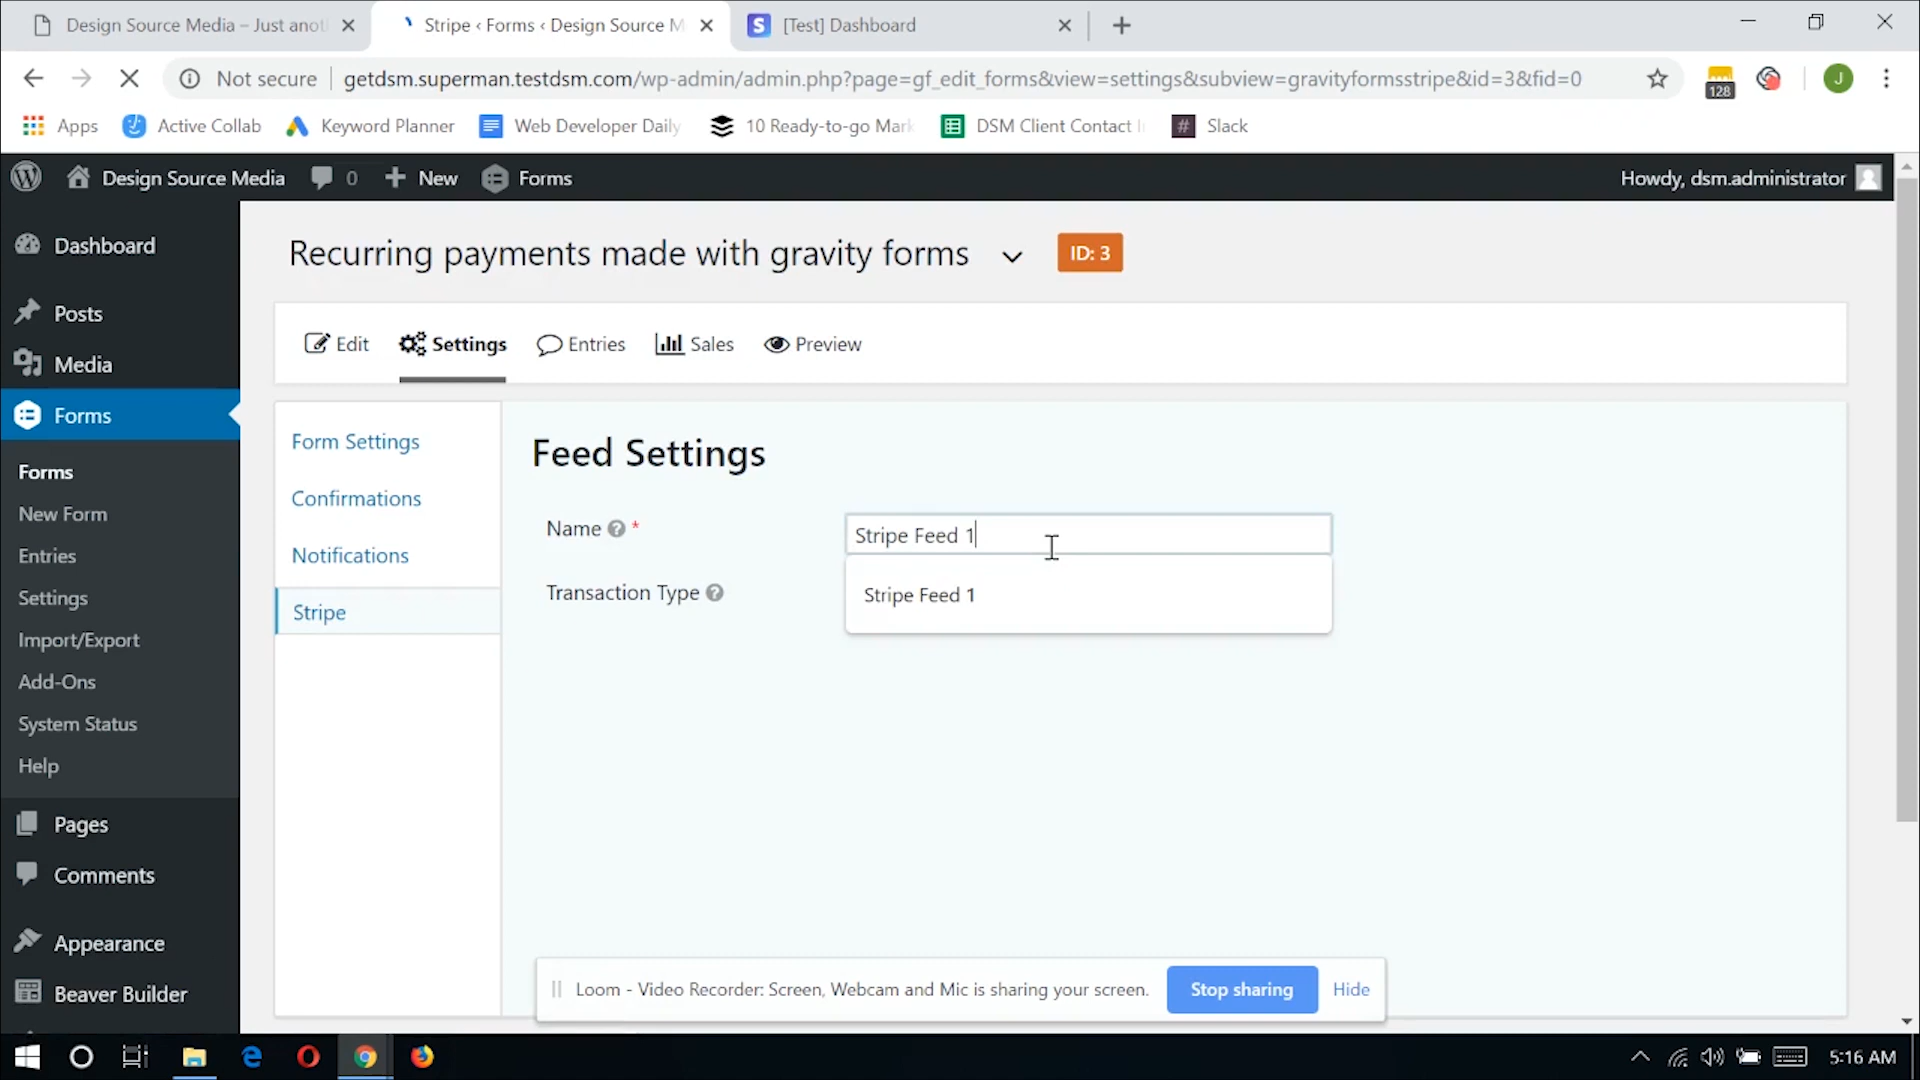 Design Source Media – Just anot
Stripe ‹ Forms ‹ Design Source M
[Test] Dashboard
Not secure
getdsm.superman.testdsm.com/wp-admin/admin.php?page=gf_edit_forms&view=settings&subview=gravityformsstripe&id=3&fid=0
128
J
Apps
Active Collab
Keyword Planner
Web Developer Daily
10 Ready-to-go Mark
DSM Client Contact I
# Slack
Design Source Media
0
New
Forms
Howdy, dsm.administrator
Dashboard
Posts
Media
Forms
Forms
New Form
Entries
Settings
Import/Export
Add-Ons
System Status
Help
Pages
Comments
Appearance
Beaver Builder
Recurring payments made with gravity forms
ID: 3
Edit
Settings
Entries
Sales
Preview
Form Settings
Confirmations
Notifications
Stripe
Feed Settings
Name ? *
Stripe Feed 1
Stripe Feed 1
Transaction Type ?
Loom - Video Recorder: Screen, Webcam and Mic is sharing your screen.
Stop sharing
Hide
5:16 AM